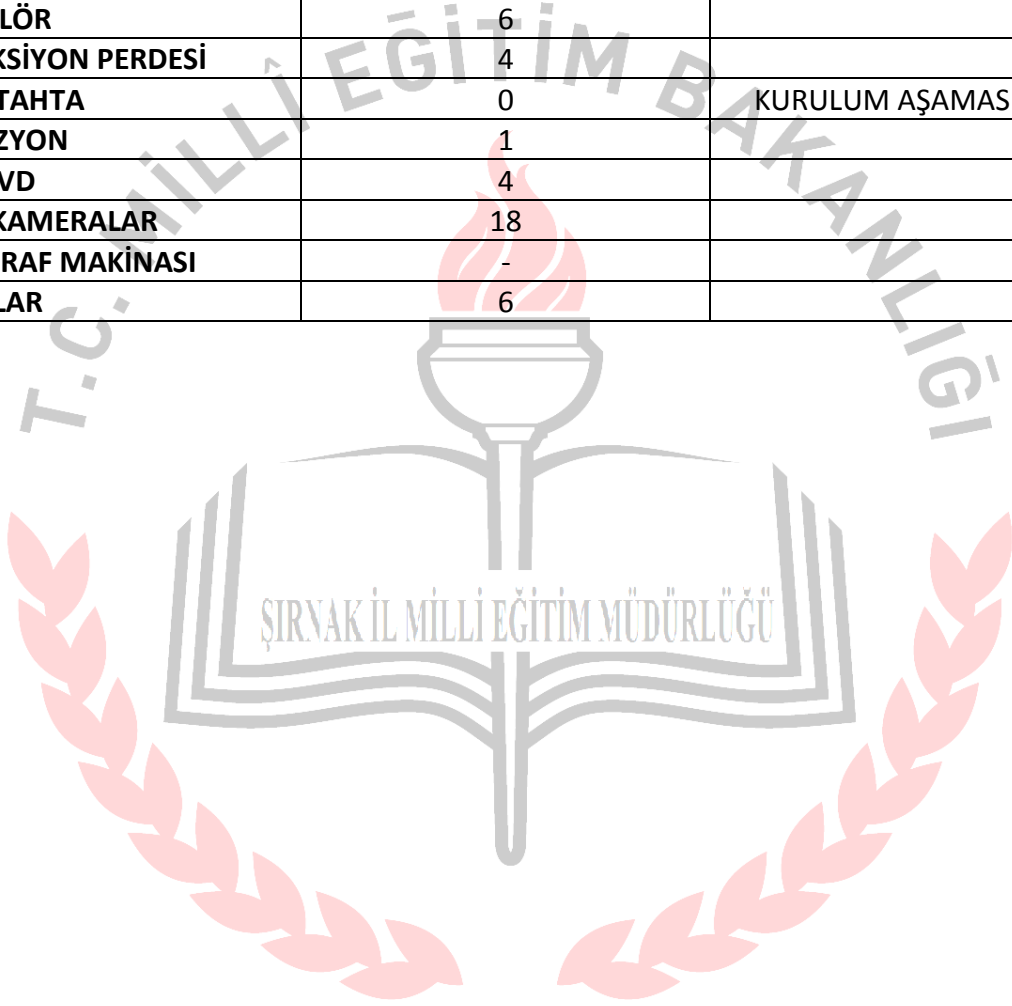 LÖR 6
KSİYON PERDESİ 4
TAHTA 0 KURULUM AŞAMAS
ZYON 1
VD 4
KAMERALAR 18
RAF MAKİNASI -
LAR 6
T.C. MİLLÎ EĞİTİM BAKANLIĞI
ŞIRNAK İL MİLLİ EĞİTİM MÜDÜRLÜĞÜ